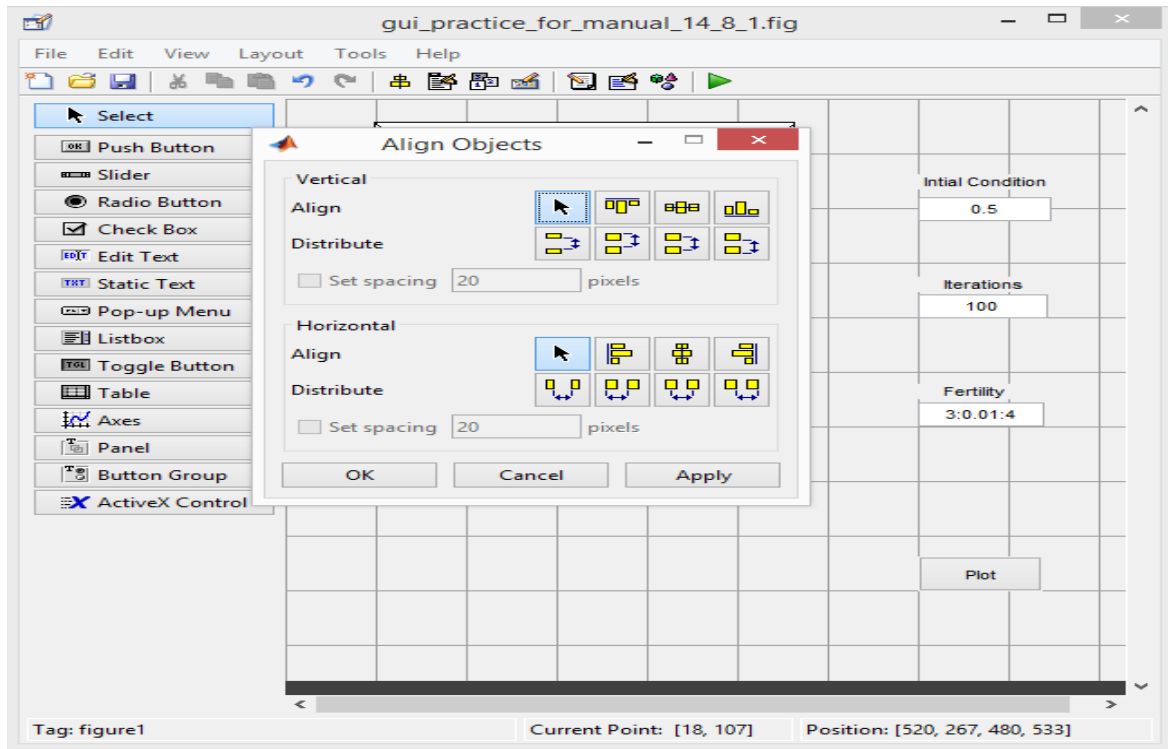 gui_practice_for_manual_14_8_1.fig
File Edit View Layout Tools Help
Select
Push Button
Slider
Radio Button
Check Box
Edit Text
Static Text
Pop-up Menu
Listbox
Toggle Button
Table
Axes
Panel
Button Group
ActiveX Control
Align Objects
Vertical
Align
Distribute
Set spacing 20 pixels
Horizontal
Align
Distribute
Set spacing 20 pixels
OK Cancel Apply
Intial Condition
0.5
Iterations
100
Fertility
3:0.01:4
Plot
Tag: figure1 Current Point: [18, 107] Position: [520, 267, 480, 533]